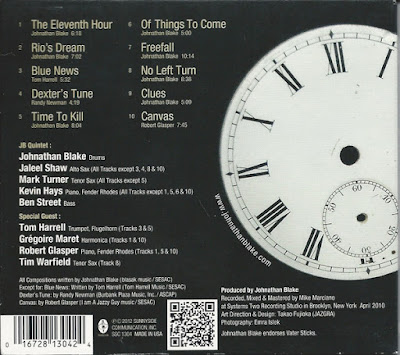 1 The Eleventh Hour
Johnathan Blake 8:18
2 Rio's Dream
Johnathan Blake 7:02
3 Blue News
Tom Harrell 5:32
4 Dexter's Tune
Randy Newman 4:19
5 Time To Kill
Johnathan Blake 8:04
6 Of Things To Come
Johnathan Blake 5:00
7 Freefall
Johnathan Blake 10:14
8 No Left Turn
Johnathan Blake 6:36
9 Clues
Johnathan Blake 5:09
10 Canvas
Robert Glasper 7:45
JB Quintet :
Johnathan Blake Drums
Jaleel Shaw Alto Sax (All Tracks except 3, 4, 8 & 10)
Mark Turner Tenor Sax (All Tracks except 5)
Kevin Hays Piano, Fender Rhodes (All Tracks except 1, 5, 6 & 10)
Ben Street Bass
Special Guest :
Tom Harrell Trumpet, Flugelhorn (Tracks 3 & 5)
Grégoire Maret Harmonica (Tracks 1 & 10)
Robert Glasper Piano, Fender Rhodes (Tracks 1, 5 & 10)
Tim Warfield Tenor Sax (Track 8)
www.johnathanblake.com
All Compositions written by Johnathan Blake (blasak music / SESAC)
Except for: Blue News: Written by Tom Harrell (Tom Harrell Music / SESAC)
Dexter's Tune: by Randy Newman (Burbank Plaza Music, Inc., / ASCAP)
Canvas: by Robert Glasper (I am A Jazzy Guy music / SESAC)
Produced by Johnathan Blake
Recorded, Mixed & Mastered by Mike Marciano
at Systems Two Recording Studio in Brooklyn, New York April 2010
Art Direction & Design: Takao Fujioka (JAZGRA)
Photography: Emra Islek
Johnathan Blake endorses Vater Sticks.
℗ © 2012 SUNNYSIDE
COMMUNICATION, INC.
SSC 1304 MADE IN USA
0 16728 13042 4
60